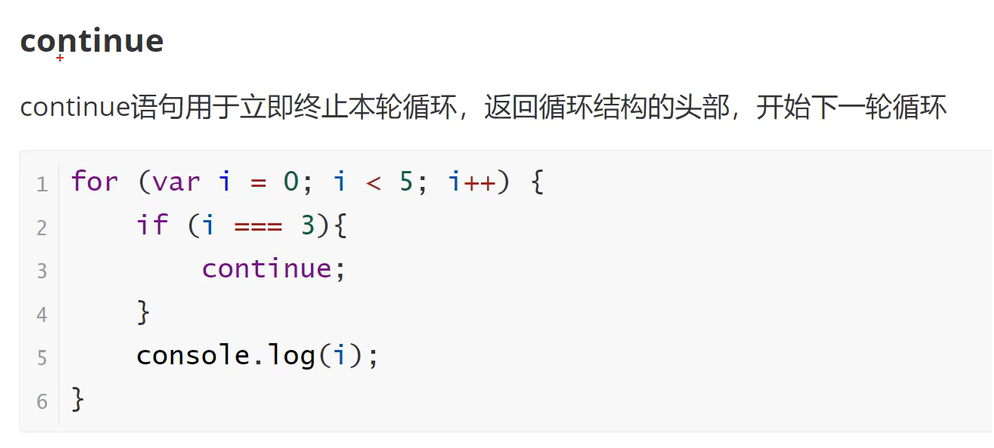 continue
continue语句用于立即终止本轮循环，返回循环结构的头部，开始下一轮循环
1 for (var i = 0; i < 5; i++) {
2     if (i === 3){
3         continue;
4     }
5     console.log(i);
6 }